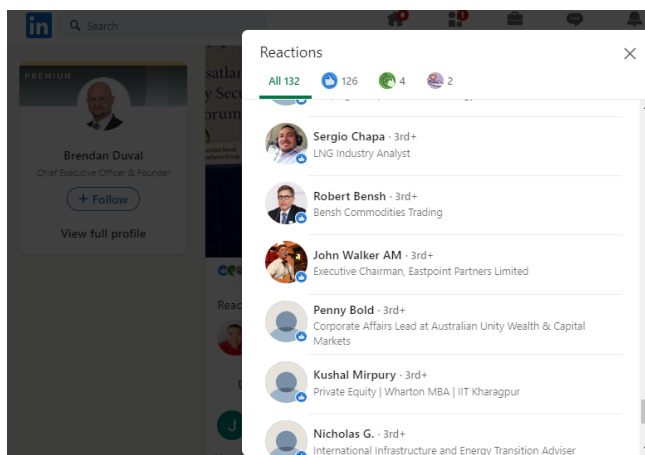 in
Search
PREMIUM
Brendan Duval
Chief Executive Officer & Founder
+ Follow
View full profile
Reactions
All 132
126
4
2
Sergio Chapa · 3rd+
LNG Industry Analyst
Robert Bensh · 3rd+
Bensh Commodities Trading
John Walker AM · 3rd+
Executive Chairman, Eastpoint Partners Limited
Penny Bold · 3rd+
Corporate Affairs Lead at Australian Unity Wealth & Capital
Markets
Kushal Mirpury · 3rd+
Private Equity | Wharton MBA | IIT Kharagpur
Nicholas G. · 3rd+
International Infrastructure and Energy Transition Adviser
J